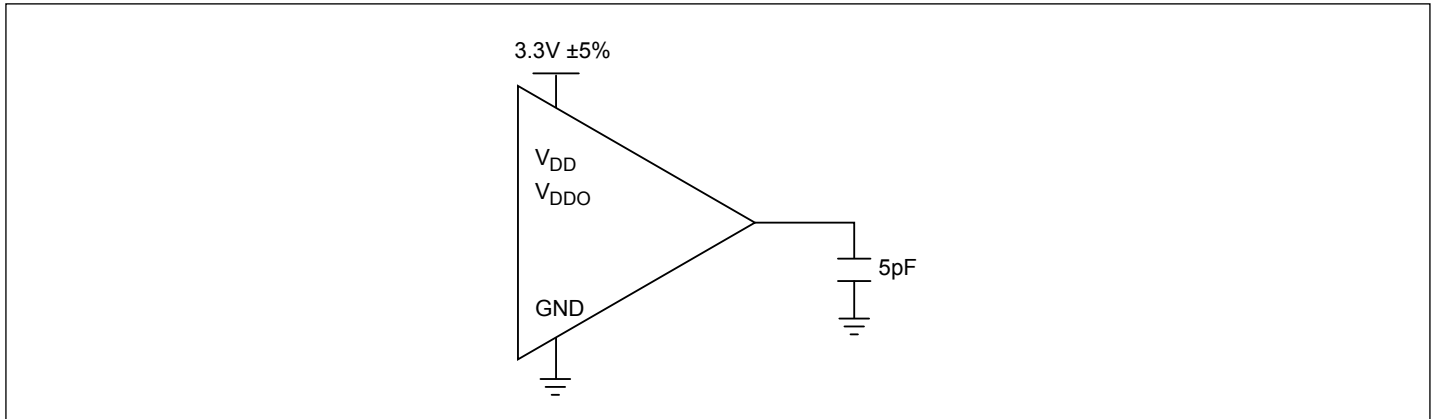 3.3V ±5%
VDD
VDDO
5pF
GND